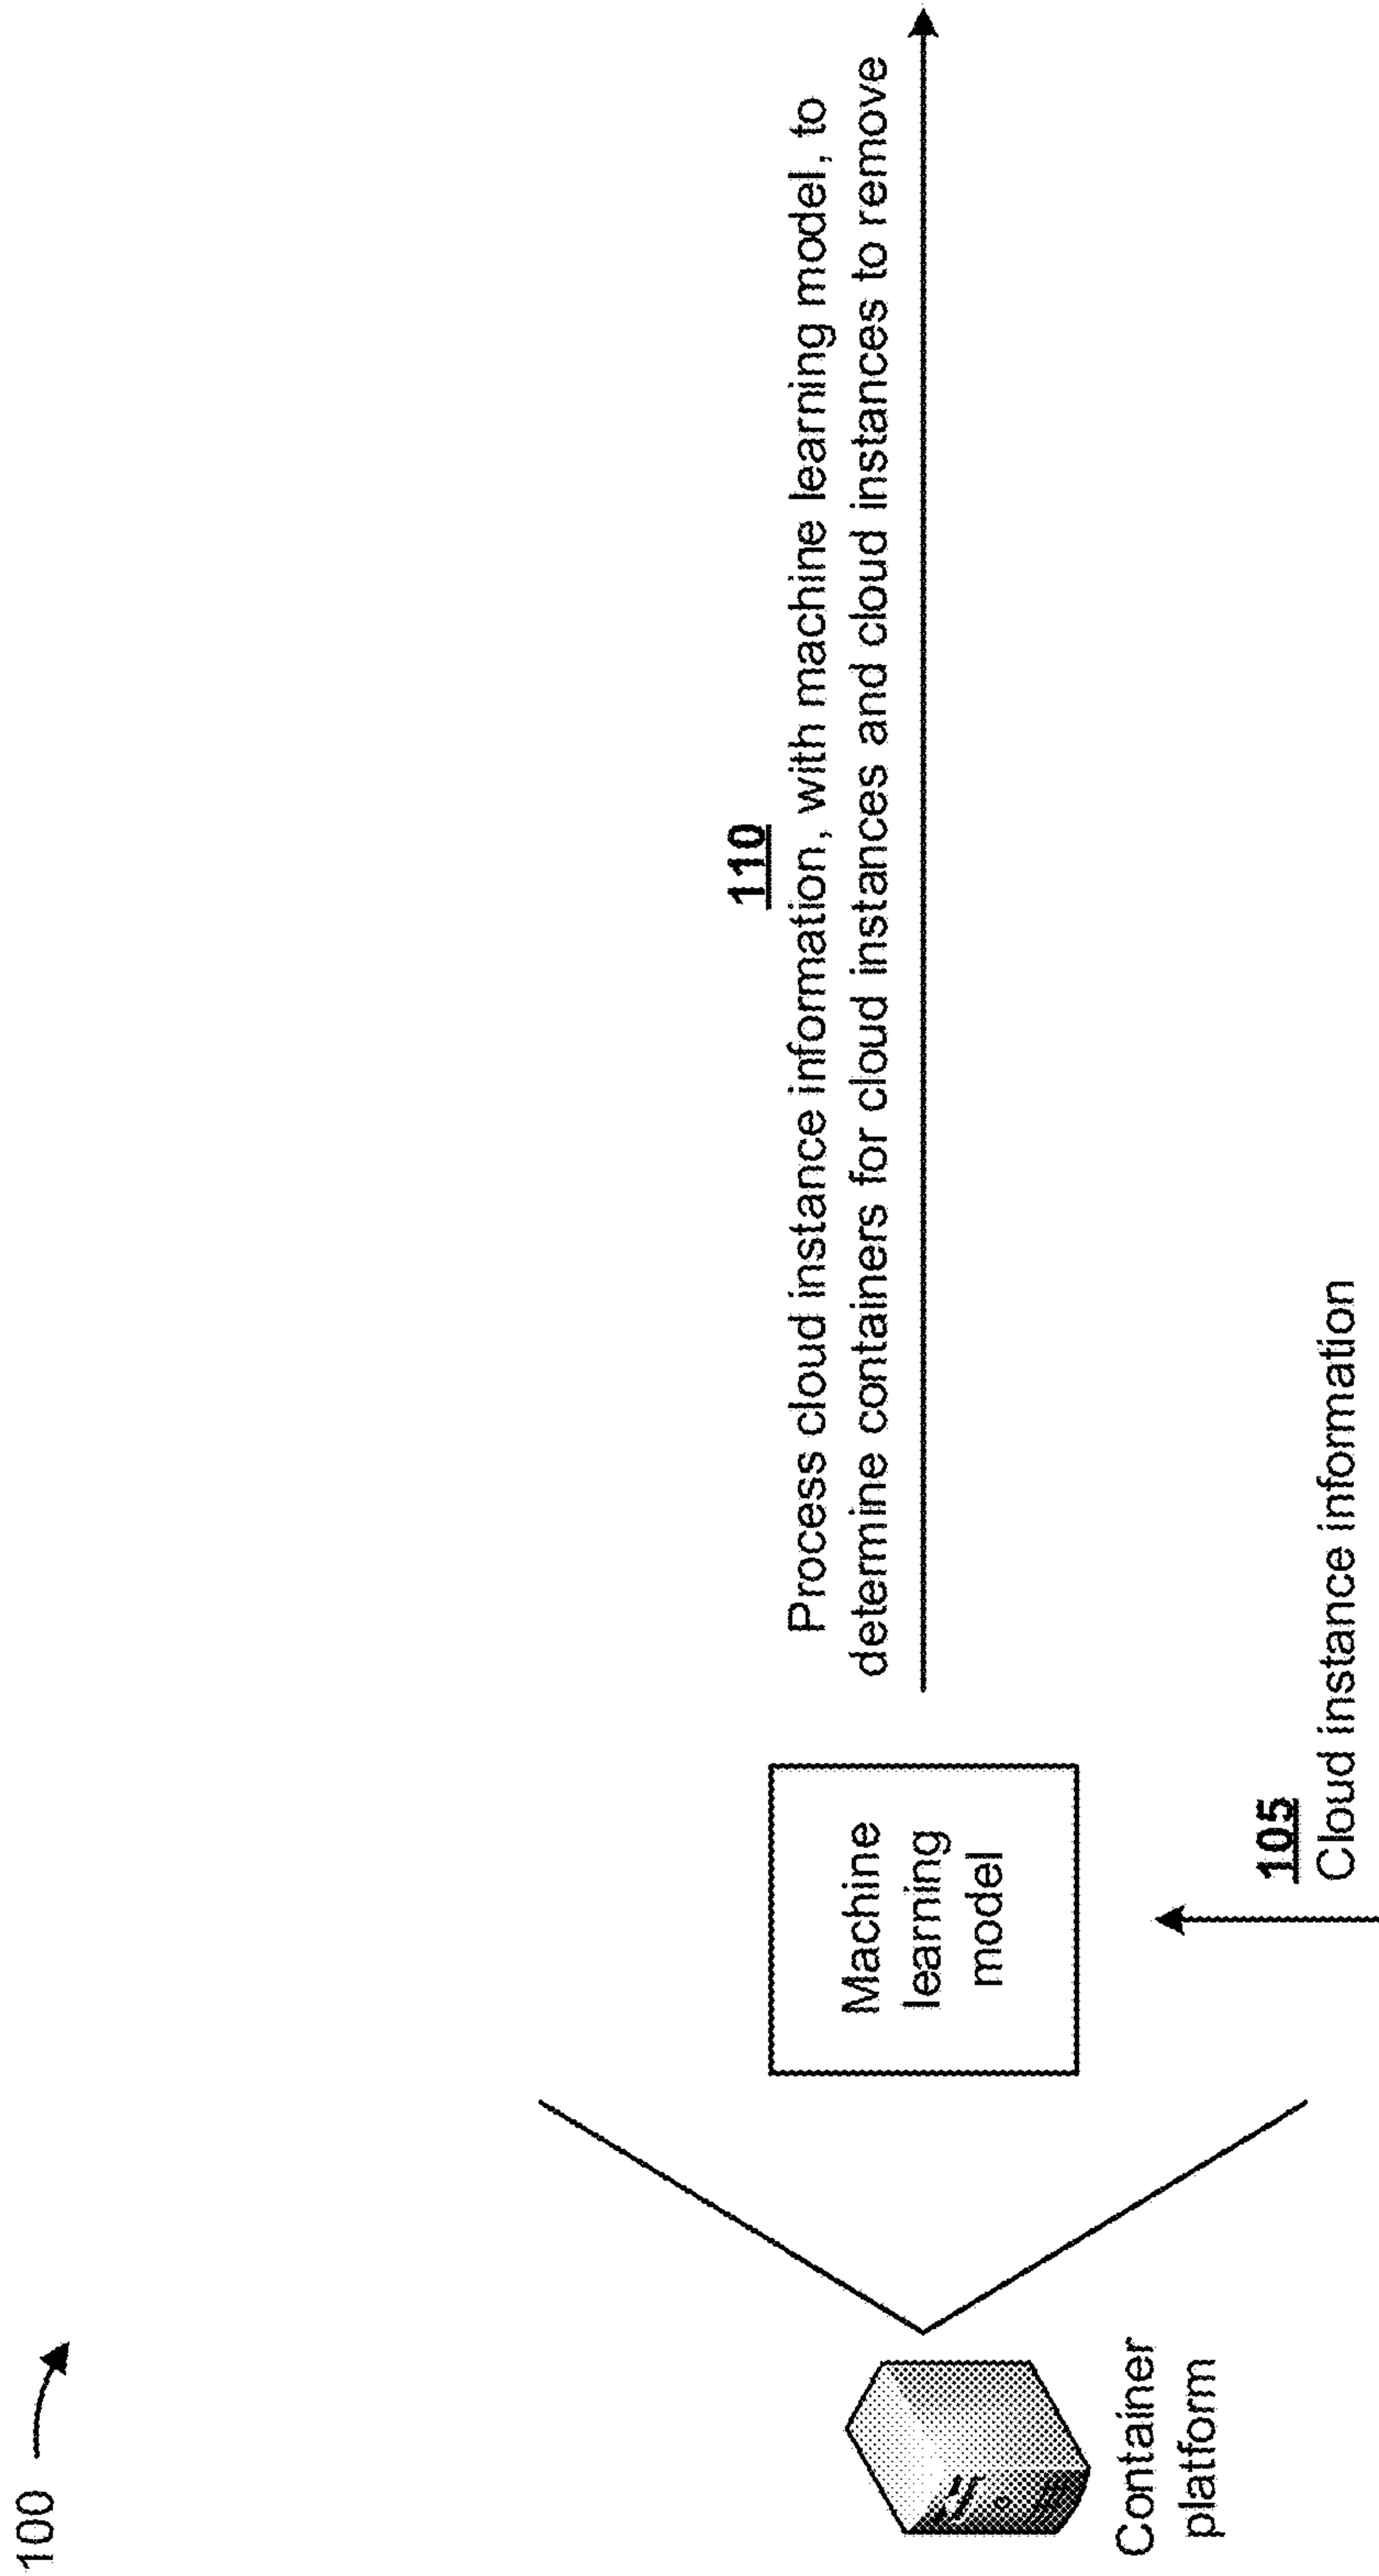 100
110
Process cloud instance information, with machine learning model, to
determine containers for cloud instances and cloud instances to remove
Machine
learning
model
105
Cloud instance information
Container
platform